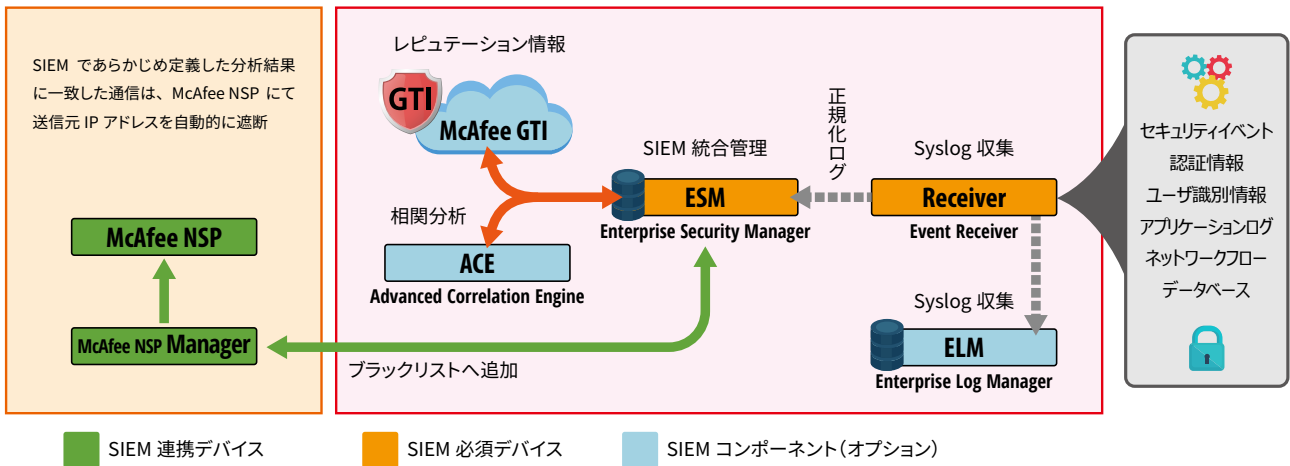 SIEM であらかじめ定義した分析結果
に一致した通信は、McAfee NSP にて
送信元 IP アドレスを自動的に遮断
McAfee NSP
McAfee NSP Manager
レピュテーション情報
GTI
McAfee GTI
相関分析
ACE
Advanced Correlation Engine
SIEM 統合管理
ESM
Enterprise Security Manager
ブラックリストへ追加
正規化ログ
Syslog 収集
Receiver
Event Receiver
Syslog 収集
ELM
Enterprise Log Manager
セキュリティイベント
認証情報
ユーザ識別情報
アプリケーションログ
ネットワークフロー
データベース
SIEM 連携デバイス
SIEM 必須デバイス
SIEM コンポーネント(オプション)